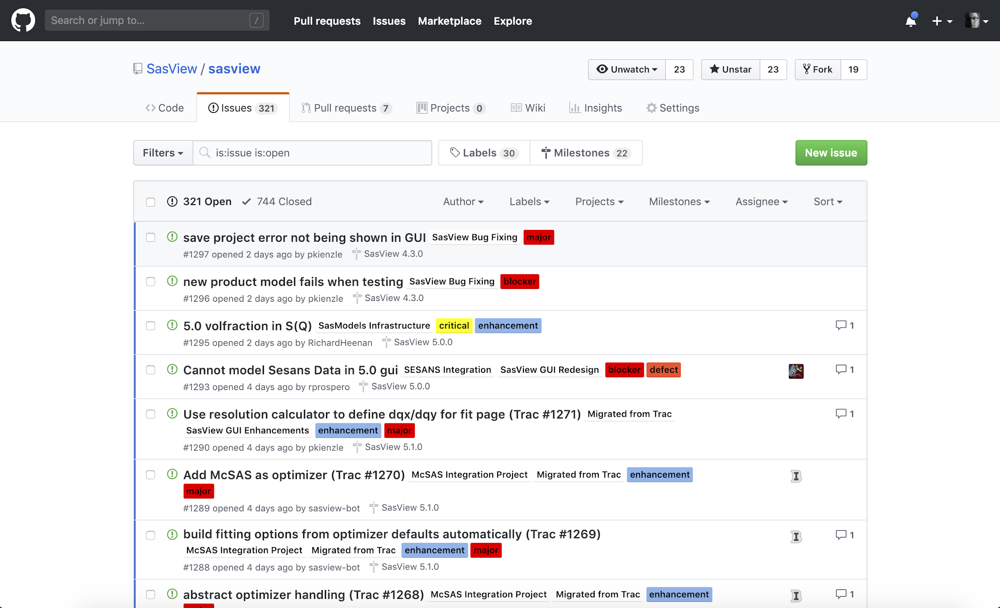 Search or jump to... / Pull requests Issues Marketplace Explore
SasView / sasview Unwatch 23 Unstar 23 Fork 19
Code Issues 321 Pull requests 7 Projects 0 Wiki Insights Settings
Filters is:issue is:open Labels 30 Milestones 22 New issue
321 Open 744 Closed Author Labels Projects Milestones Assignee Sort
save project error not being shown in GUI SasView Bug Fixing major
#1297 opened 2 days ago by pkienzle SasView 4.3.0
new product model fails when testing SasView Bug Fixing blocker
#1296 opened 2 days ago by pkienzle SasView 4.3.0
5.0 volfraction in S(Q) SasModels Infrastructure critical enhancement 1
#1295 opened 2 days ago by RichardHeenan SasView 5.0.0
Cannot model Sesans Data in 5.0 gui SESANS Integration SasView GUI Redesign blocker defect 1
#1293 opened 4 days ago by rprospero SasView 5.0.0
Use resolution calculator to define dqx/dqy for fit page (Trac #1271) Migrated from Trac 1
SasView GUI Enhancements enhancement major
#1290 opened 4 days ago by pkienzle SasView 5.1.0
Add McSAS as optimizer (Trac #1270) McSAS Integration Project Migrated from Trac enhancement
major
#1289 opened 4 days ago by sasview-bot SasView 5.1.0
build fitting options from optimizer defaults automatically (Trac #1269) 1
McSAS Integration Project Migrated from Trac enhancement major
#1288 opened 4 days ago by sasview-bot SasView 5.1.0
abstract optimizer handling (Trac #1268) McSAS Integration Project Migrated from Trac enhancement 1